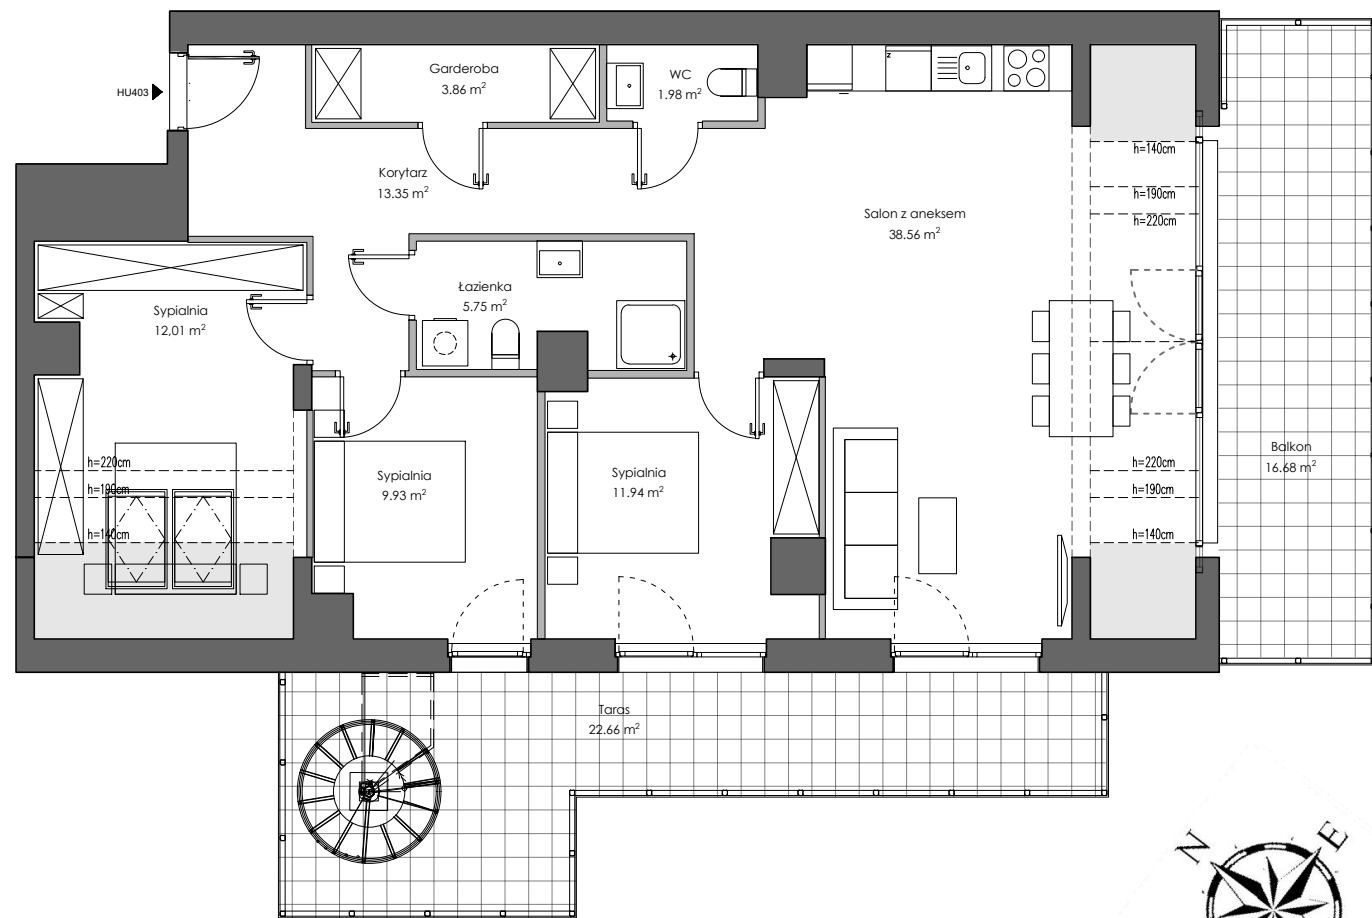 HU403
Garderoba
3.86 m²
WC
1.98 m²
z
Korytarz
13.35 m²
h=140cm
h=190cm
h=220cm
Salon z aneksem
38.56 m²
Łazienka
5.75 m²
Sypialnia
12,01 m²
Balkon
16.68 m²
h=220cm
h=190cm
h=140cm
Sypialnia
9.93 m²
Sypialnia
11.94 m²
h=220cm
h=190cm
h=140cm
Taras
22.66 m²
N
E